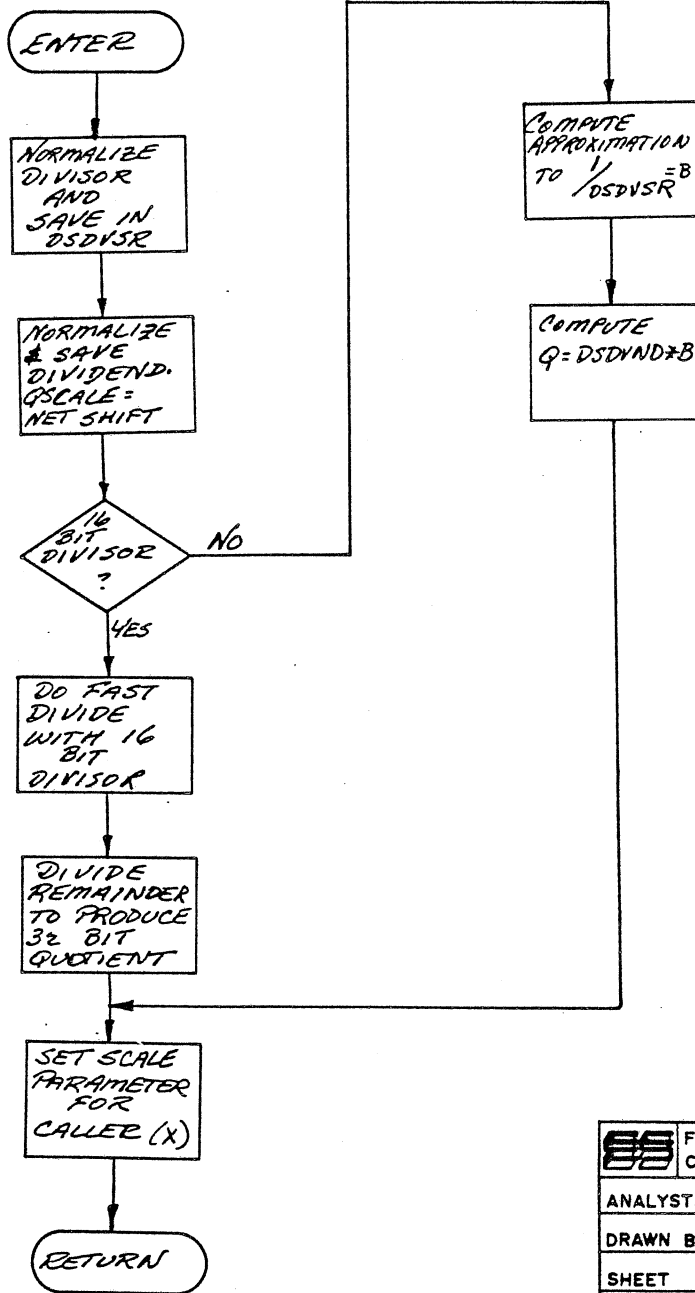 ENTER
NORMALIZE
DIVISOR
AND
SAVE IN
DSDVSR
NORMALIZE
& SAVE
DIVIDEND.
QSCALE =
NET SHIFT
16
BIT
DIVISOR
?
NO
YES
DO FAST
DIVIDE
WITH 16
BIT
DIVISOR
DIVIDE
REMAINDER
TO PRODUCE
32 BIT
QUOTIENT
SET SCALE
PARAMETER
FOR
CALLER (X)
RETURN
COMPUTE
APPROXIMATION
TO 1/DSDVSR = B
COMPUTE
Q = DSDVND*B
F
C
ANALYST
DRAWN B
SHEET